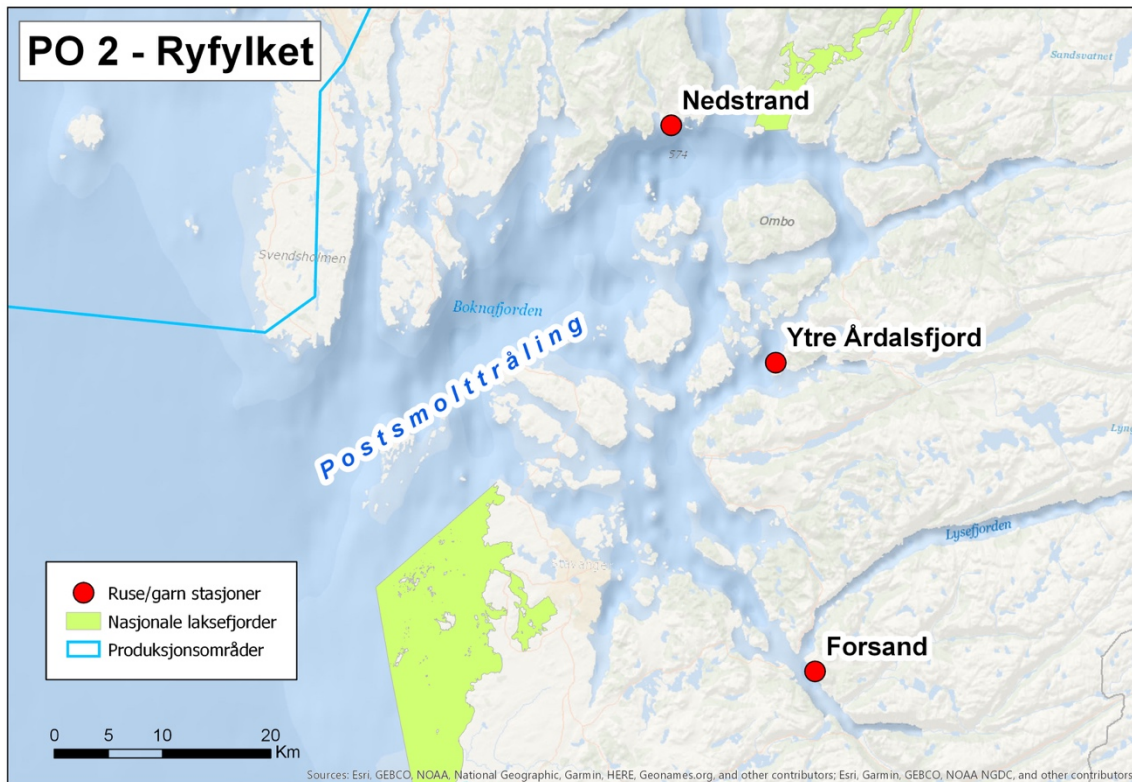 PO 2 - Ryfylket
Sandsvatnet
Nedstrand
574
Ombo
Svendsholmen
Boknafjorden
Ytre Årdalsfjord
Postsmolttråling
Lysefjorden
Ruse/garn stasjoner
Nasjonale laksefjorder
Produksjonsområder
Forsand
0 5 10 20
Km
Sources: Esri, GEBCO, NOAA, National Geographic, Garmin, HERE, Geonames.org, and other contributors; Esri, Garmin, GEBCO, NOAA NGDC, and other contributors